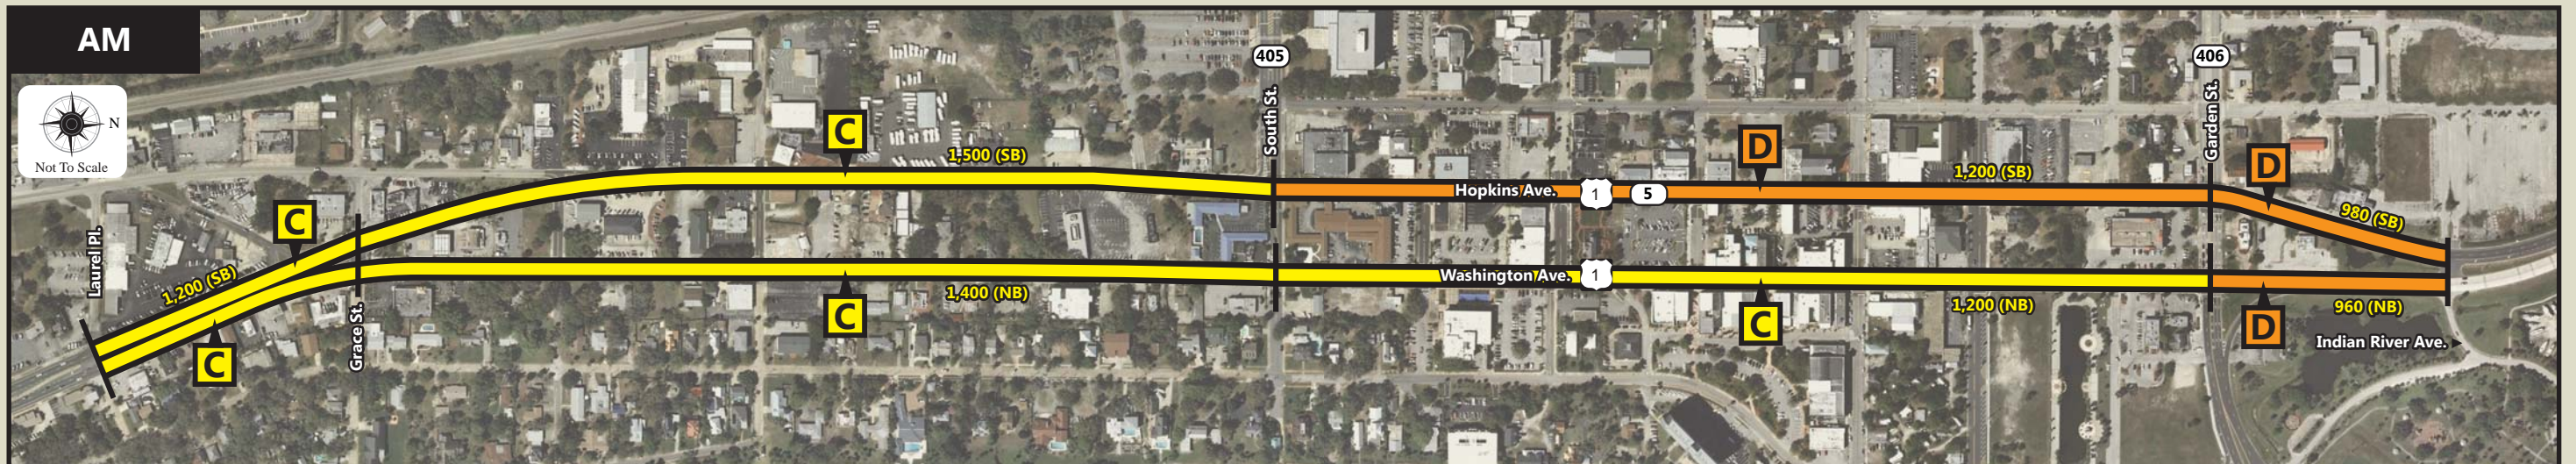 AM
N
Not To Scale
405
406
South St.
Garden St.
C
D
D
1,500 (SB)
1,200 (SB)
Hopkins Ave.
1
5
980 (SB)
C
Laurel Pl.
1,200 (SB)
Washington Ave.
1
1,400 (NB)
1,200 (NB)
960 (NB)
Grace St.
C
C
C
D
Indian River Ave.